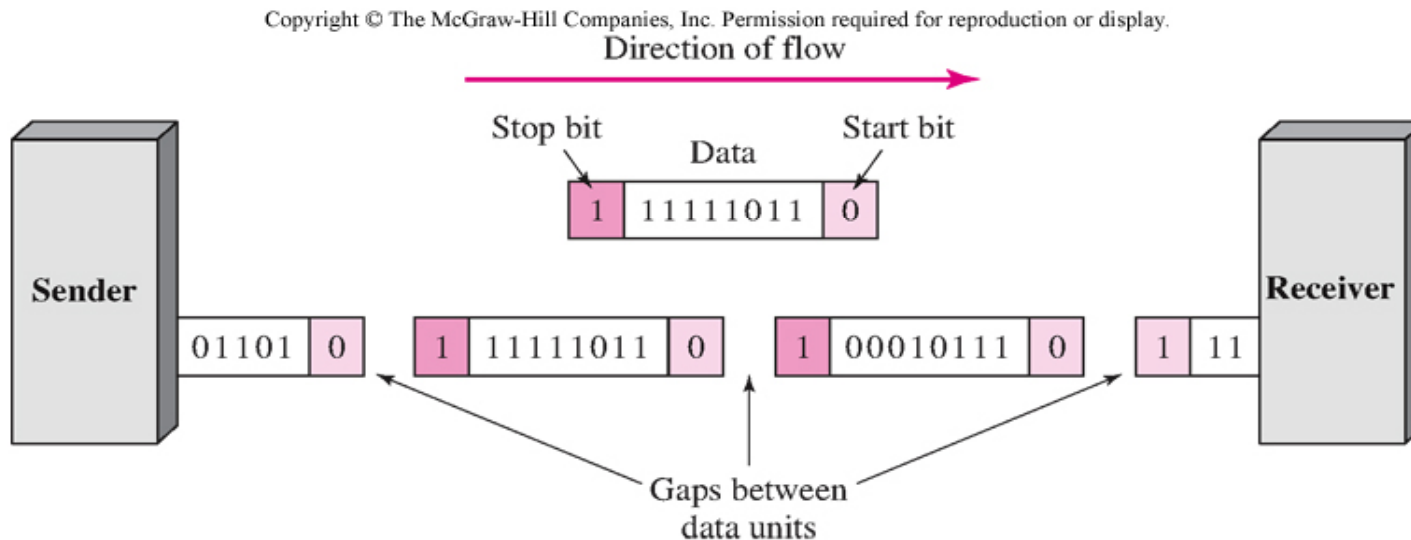 Copyright © The McGraw-Hill Companies, Inc. Permission required for reproduction or display.
Direction of flow
Stop bit
Start bit
Data
1 11111011 0
Sender
Receiver
01101 0
1 11111011 0
1 00010111 0
1 11
Gaps between
data units